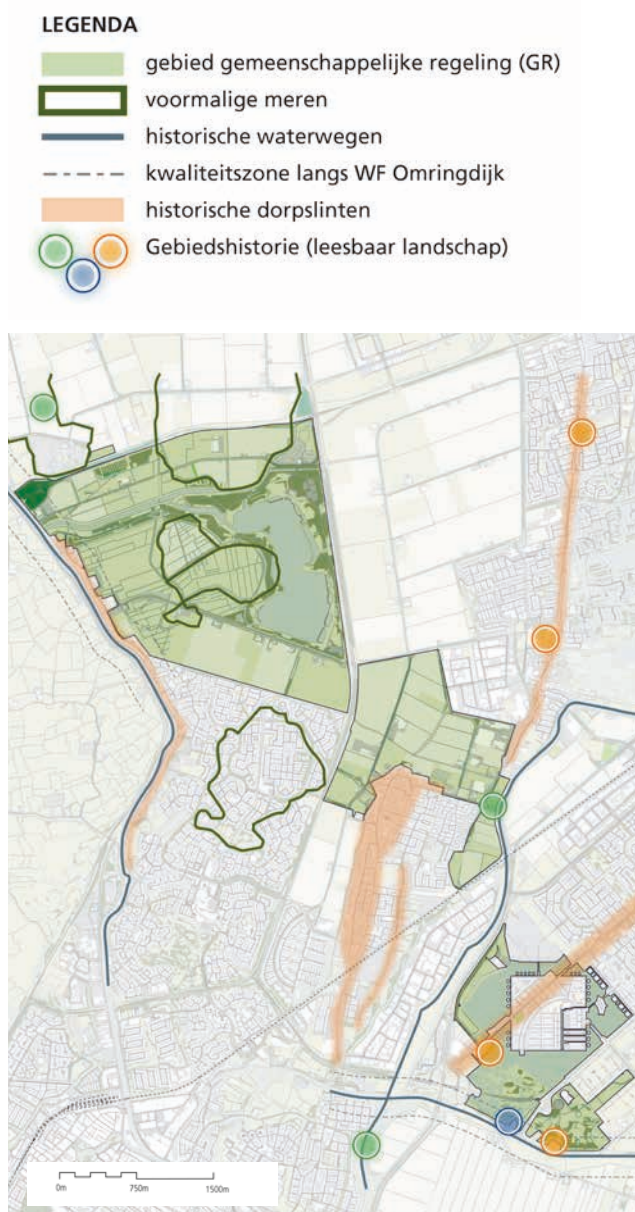 LEGENDA
gebied gemeenschappelijke regeling (GR)
voormalige meren
historische waterwegen
kwaliteitszone langs WF Omringdijk
historische dorpslinten
Gebiedshistorie (leesbaar landschap)
0m 750m 1500m